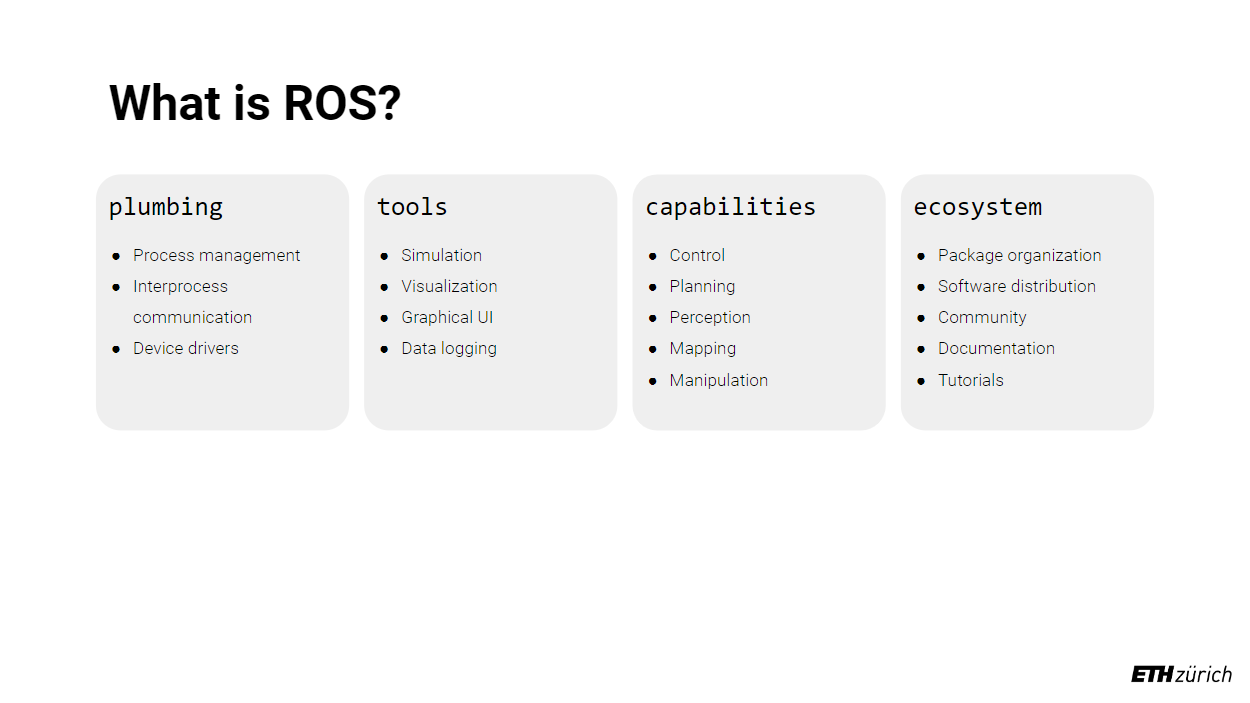 What is ROS?
plumbing
● Process management
● Interprocess
communication
● Device drivers
tools
● Simulation
● Visualization
● Graphical UI
● Data logging
capabilities
● Control
● Planning
● Perception
● Mapping
● Manipulation
ecosystem
● Package organization
● Software distribution
● Community
● Documentation
● Tutorials
ETH zürich